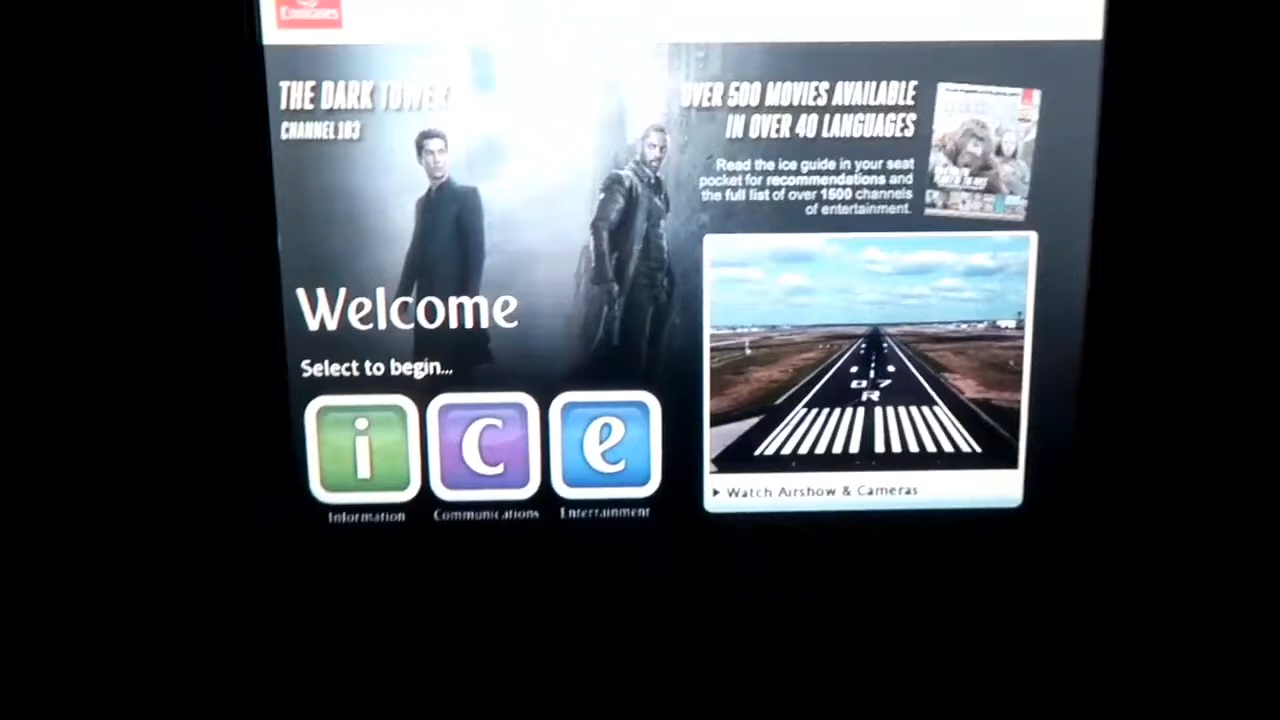 Emirates
THE DARK TOWER
CHANNEL 103
OVER 500 MOVIES AVAILABLE
IN OVER 40 LANGUAGES
Read the ice guide in your seat
pocket for recommendations and
the full list of over 1500 channels
of entertainment.
Welcome
Select to begin...
i
c
e
Information
Communications
Entertainment
07
R
Watch Airshow & Cameras